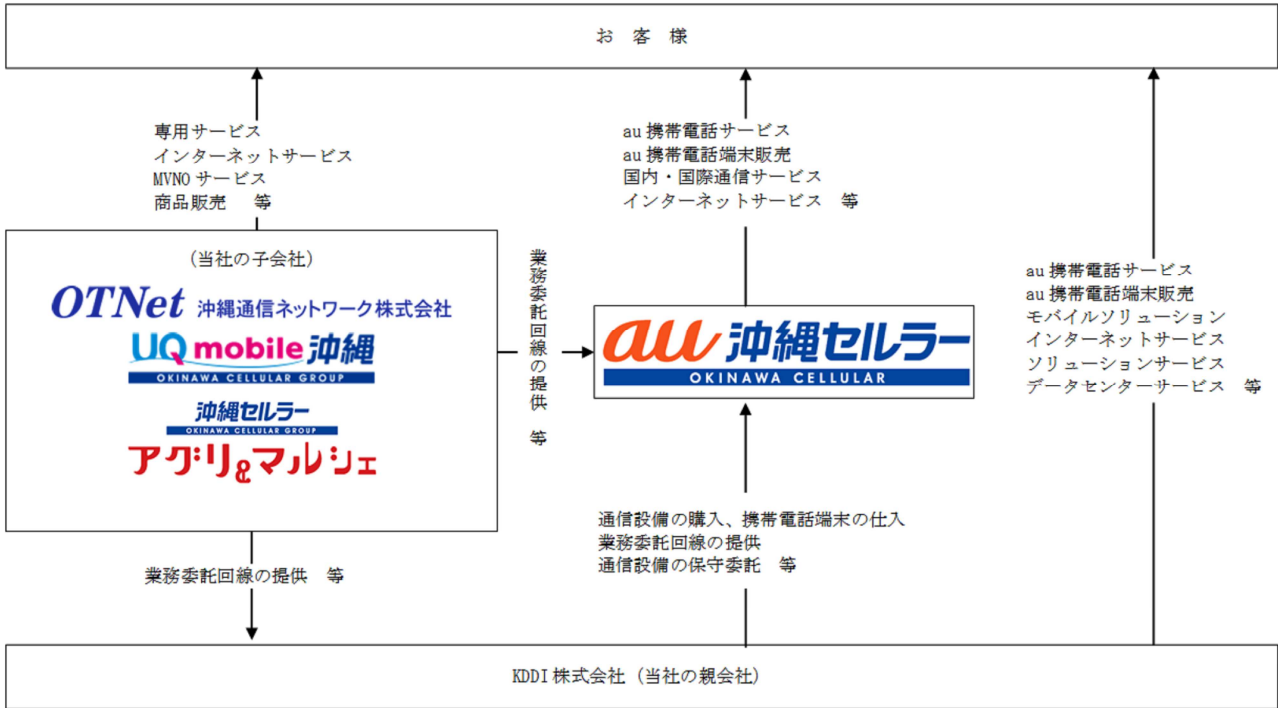 お 客 様
専用サービス
インターネットサービス
MVNO サービス
商品販売 等
au 携帯電話サービス
au 携帯電話端末販売
国内・国際通信サービス
インターネットサービス 等
au 携帯電話サービス
au 携帯電話端末販売
モバイルソリューション
インターネットサービス
ソリューションサービス
データセンターサービス 等
(当社の子会社)
OTNet 沖縄通信ネットワーク株式会社
UQ mobile 沖縄
OKINAWA CELLULAR GROUP
沖縄セルラー
OKINAWA CELLULAR GROUP
アグリ&マルシェ
業務委託回線の提供 等
au 沖縄セルラー
OKINAWA CELLULAR
業務委託回線の提供 等
通信設備の購入、携帯電話端末の仕入
業務委託回線の提供
通信設備の保守委託 等
KDDI 株式会社 (当社の親会社)